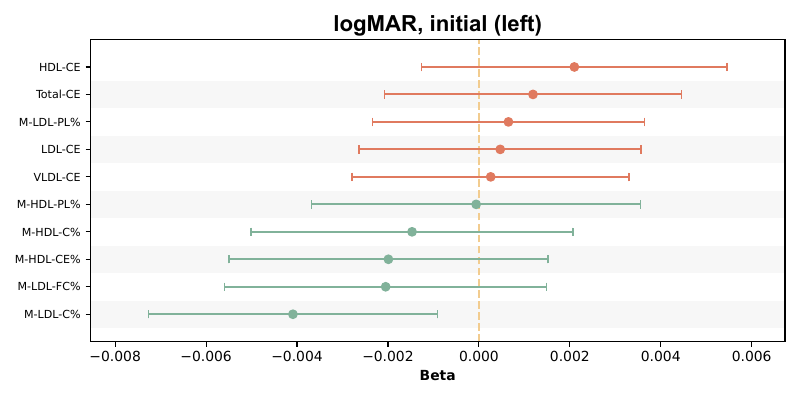 logMAR, initial (left)
HDL-CE
Total-CE
M-LDL-PL%
LDL-CE
VLDL-CE
M-HDL-PL%
M-HDL-C%
M-HDL-CE%
M-LDL-FC%
M-LDL-C%
−0.008 −0.006 −0.004 −0.002 0.000 0.002 0.004 0.006
Beta